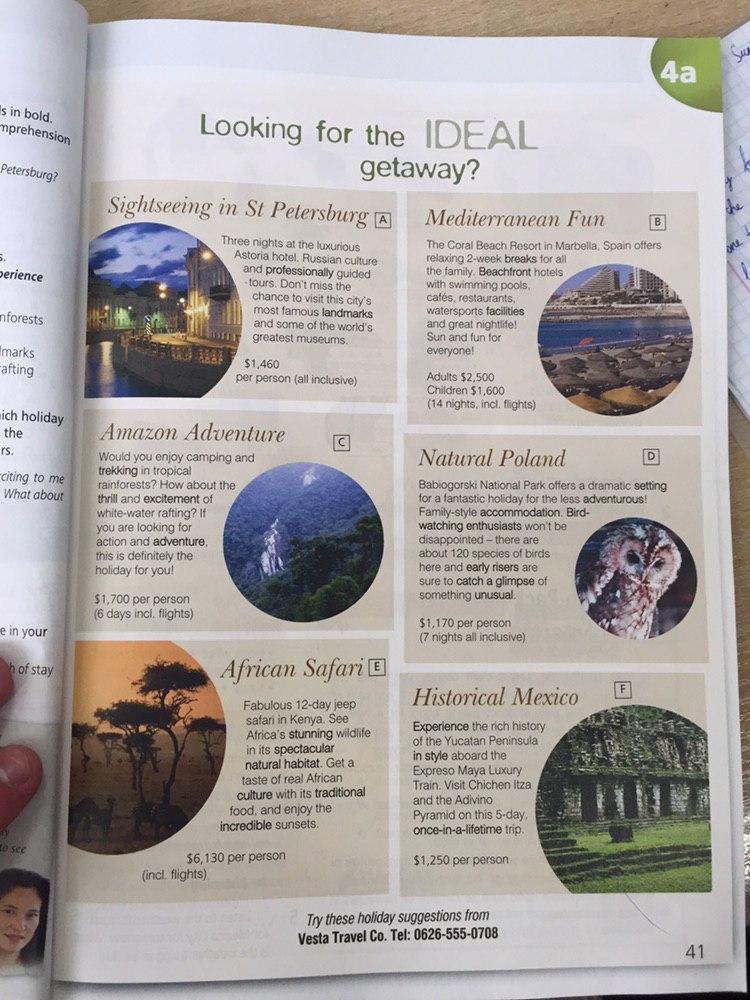 s in bold.
mprehension
Petersburg?
s.
perience
nforests
lmarks
rafting
ich holiday
the
rs.
citing to me
What about
e in your
h of stay
to see
4a
Looking for the IDEAL
getaway?
Sightseeing in St Petersburg A
Three nights at the luxurious
Astoria hotel. Russian culture
and professionally guided
tours. Don't miss the
chance to visit this city's
most famous landmarks
and some of the world's
greatest museums.
$1,460
per person (all inclusive)
Mediterranean Fun B
The Coral Beach Resort in Marbella, Spain offers
relaxing 2-week breaks for all
the family. Beachfront hotels
with swimming pools,
cafés, restaurants,
watersports facilities
and great nightlife!
Sun and fun for
everyone!
Adults $2,500
Children $1,600
(14 nights, incl. flights)
Amazon Adventure C
Would you enjoy camping and
trekking in tropical
rainforests? How about the
thrill and excitement of
white-water rafting? If
you are looking for
action and adventure,
this is definitely the
holiday for you!
$1,700 per person
(6 days incl. flights)
Natural Poland D
Babiogorski National Park offers a dramatic setting
for a fantastic holiday for the less adventurous!
Family-style accommodation. Bird-
watching enthusiasts won't be
disappointed – there are
about 120 species of birds
here and early risers are
sure to catch a glimpse of
something unusual.
$1,170 per person
(7 nights all inclusive)
African Safari E
Fabulous 12-day jeep
safari in Kenya. See
Africa's stunning wildlife
in its spectacular
natural habitat. Get a
taste of real African
culture with its traditional
food, and enjoy the
incredible sunsets.
$6,130 per person
(incl. flights)
Historical Mexico F
Experience the rich history
of the Yucatan Peninsula
in style aboard the
Expreso Maya Luxury
Train. Visit Chichen Itza
and the Adivino
Pyramid on this 5-day,
once-in-a-lifetime trip.
$1,250 per person
Try these holiday suggestions from
Vesta Travel Co. Tel: 0626-555-0708
41